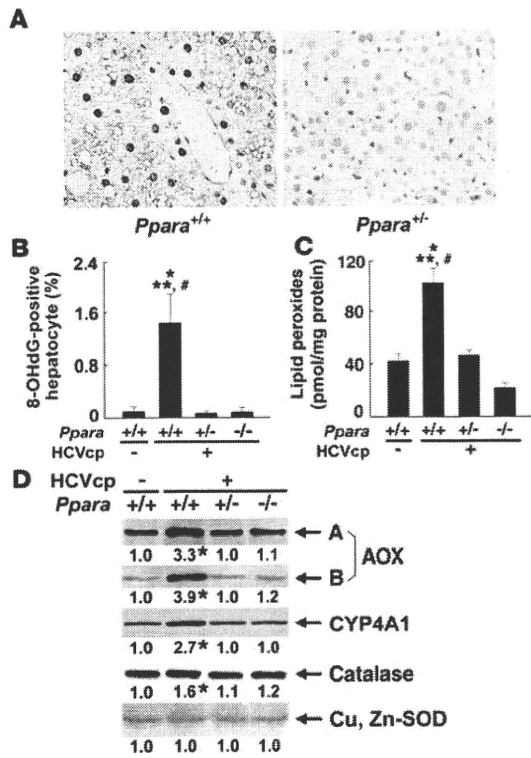 A
Ppara+/+ Ppara+/-
B
8-OHdG-positive
hepatocyte (%)
2.4
1.8
1.2
0.6
0
*
**, #
Ppara +/+ +/+ +/- -/-
HCVcp - +
C
Lipid peroxides
(pmol/mg protein)
120
80
40
0
*
**, #
+/+ +/+ +/- -/-
- +
D HCVcp - +
Ppara +/+ +/+ +/- -/-
A
1.0 3.3* 1.0 1.1
AOX
B
1.0 3.9* 1.0 1.2
CYP4A1
1.0 2.7* 1.0 1.0
Catalase
1.0 1.6* 1.1 1.2
Cu, Zn-SOD
1.0 1.0 1.0 1.0